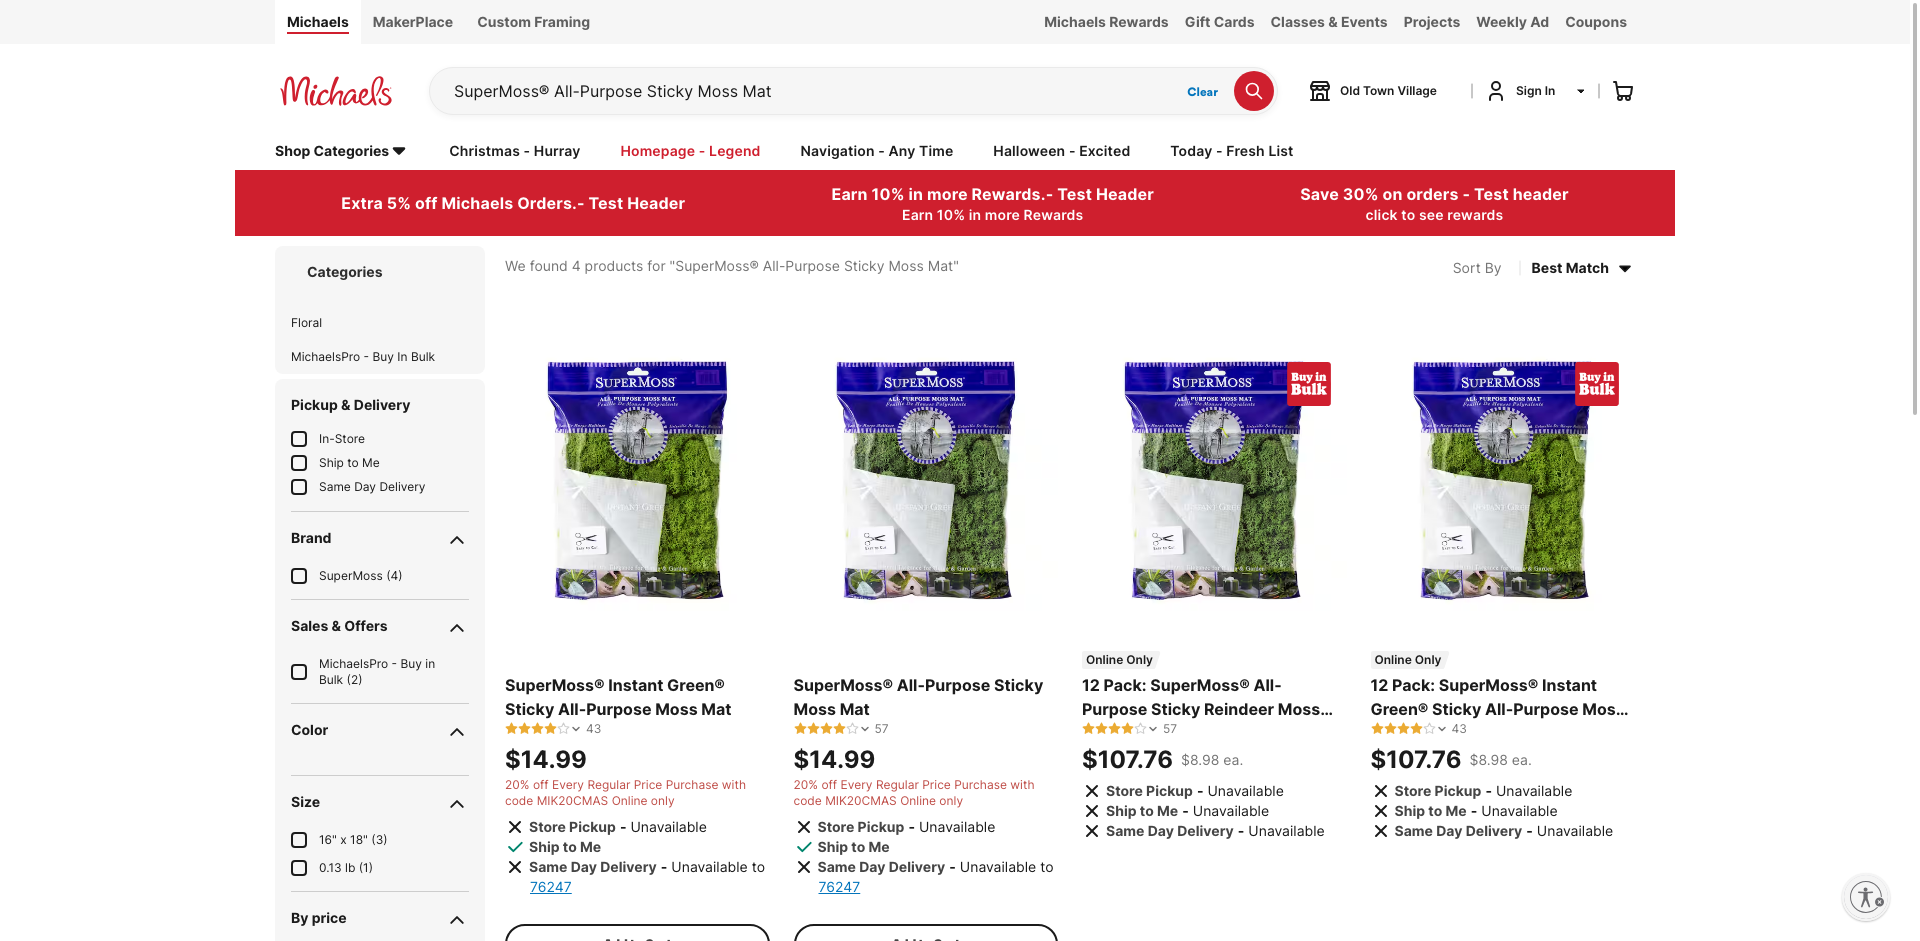 Michaels
MakerPlace
Custom Framing
Michaels Rewards
Gift Cards
Classes & Events
Projects
Weekly Ad
Coupons
Michaels
SuperMoss® All-Purpose Sticky Moss Mat
Clear
Old Town Village
Sign In
Shop Categories
Christmas - Hurray
Homepage - Legend
Navigation - Any Time
Halloween - Excited
Today - Fresh List
Extra 5% off Michaels Orders.- Test Header
Earn 10% in more Rewards.- Test Header
Earn 10% in more Rewards
Save 30% on orders - Test header
click to see rewards
Categories
Floral
MichaelsPro - Buy In Bulk
Pickup & Delivery
In-Store
Ship to Me
Same Day Delivery
Brand
SuperMoss (4)
Sales & Offers
MichaelsPro - Buy in
Bulk (2)
Color
Size
16" x 18" (3)
0.13 lb (1)
By price
We found 4 products for "SuperMoss® All-Purpose Sticky Moss Mat"
Sort By
Best Match
SUPERMOSS
ALL PURPOSE MOSS MAT
SuperMoss® Instant Green®
Sticky All-Purpose Moss Mat
43
$14.99
20% off Every Regular Price Purchase with
code MIK20CMAS Online only
Store Pickup - Unavailable
Ship to Me
Same Day Delivery - Unavailable to
76247
SUPERMOSS
ALL PURPOSE MOSS MAT
SuperMoss® All-Purpose Sticky
Moss Mat
57
$14.99
20% off Every Regular Price Purchase with
code MIK20CMAS Online only
Store Pickup - Unavailable
Ship to Me
Same Day Delivery - Unavailable to
76247
SUPERMOSS
ALL PURPOSE MOSS MAT
Buy in
Bulk
Online Only
12 Pack: SuperMoss® All-
Purpose Sticky Reindeer Moss...
57
$107.76 $8.98 ea.
Store Pickup - Unavailable
Ship to Me - Unavailable
Same Day Delivery - Unavailable
SUPERMOSS
ALL PURPOSE MOSS MAT
Buy in
Bulk
Online Only
12 Pack: SuperMoss® Instant
Green® Sticky All-Purpose Mos...
43
$107.76 $8.98 ea.
Store Pickup - Unavailable
Ship to Me - Unavailable
Same Day Delivery - Unavailable